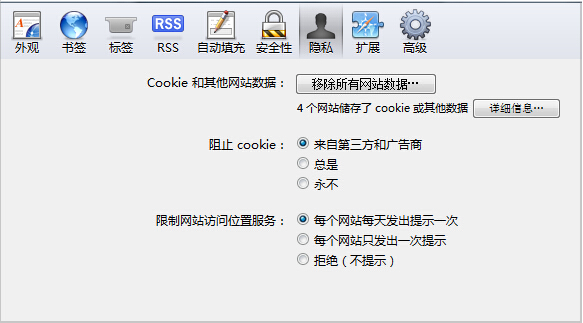 RSS
外观 书签 标签 RSS 自动填充 安全性 隐私 扩展 高级
Cookie 和其他网站数据： 移除所有网站数据…
4 个网站储存了 cookie 或其他数据 详细信息…
阻止 cookie： 来自第三方和广告商
总是
永不
限制网站访问位置服务： 每个网站每天发出提示一次
每个网站只发出一次提示
拒绝（不提示）